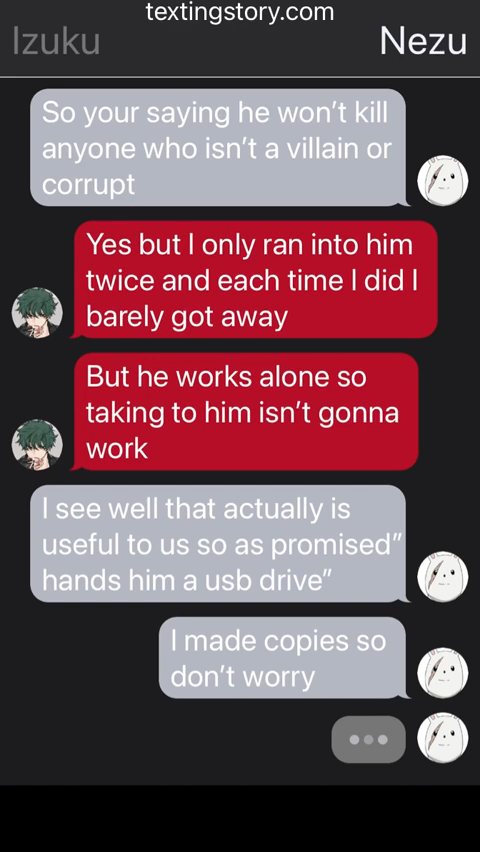 textingstory.com
Izuku
Nezu
So your saying he won’t kill
anyone who isn’t a villain or
corrupt
Yes but I only ran into him
twice and each time I did I
barely got away
But he works alone so
taking to him isn’t gonna
work
I see well that actually is
useful to us so as promised”
hands him a usb drive”
I made copies so
don’t worry